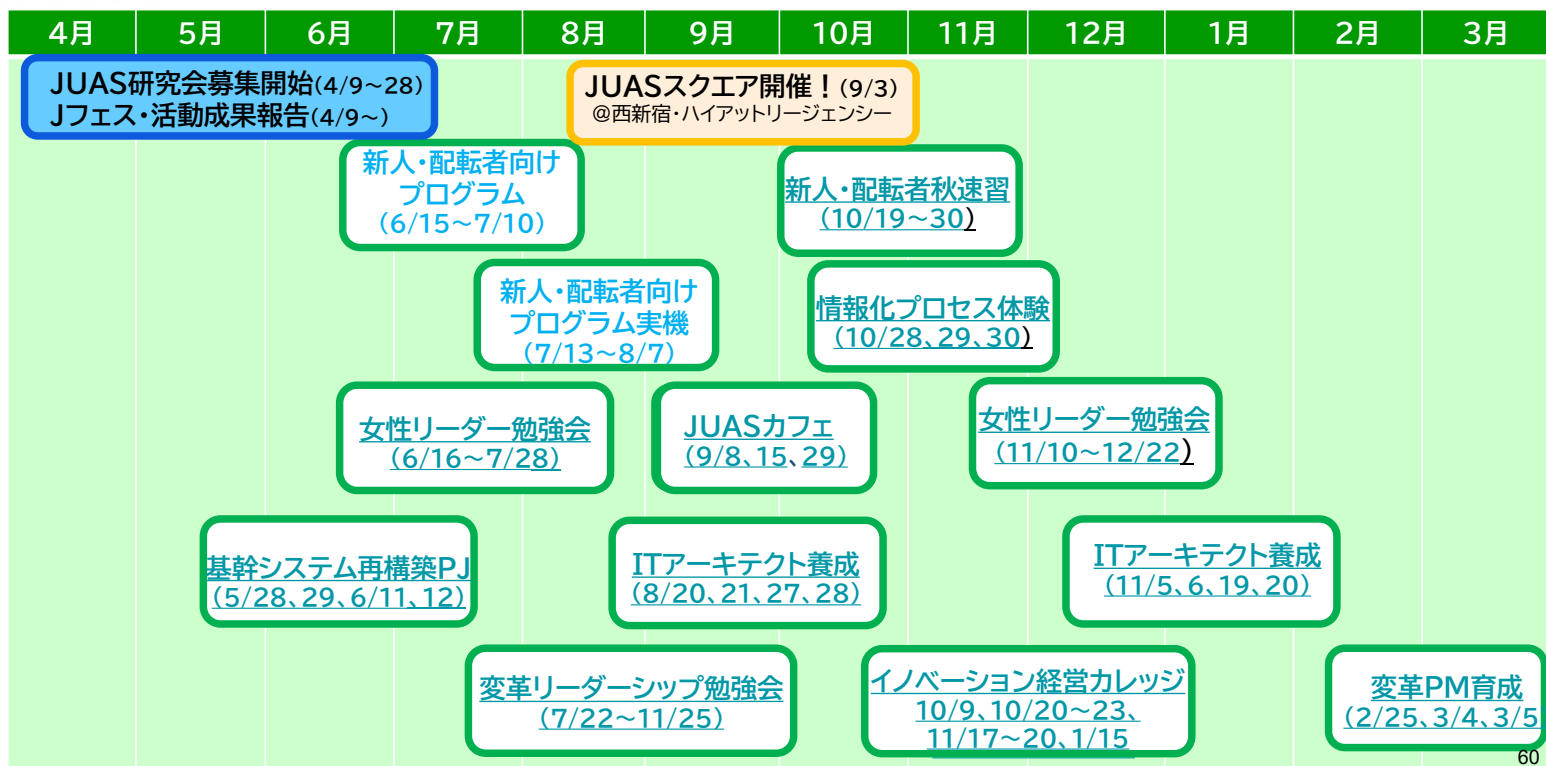 4月 5月 6月 7月 8月 9月 10月 11月 12月 1月 2月 3月
JUAS研究会募集開始(4/9~28)
Jフェス・活動成果報告(4/9~)
JUASスクエア開催！(9/3)
@西新宿・ハイアットリージェンシー
新人・配転者向け
プログラム
(6/15~7/10)
新人・配転者秋速習
(10/19~30)
新人・配転者向け
プログラム実機
(7/13~8/7)
情報化プロセス体験
(10/28、29、30)
女性リーダー勉強会
(6/16~7/28)
JUASカフェ
(9/8、15、29)
女性リーダー勉強会
(11/10~12/22)
基幹システム再構築PJ
(5/28、29、6/11、12)
ITアーキテクト養成
(8/20、21、27、28)
ITアーキテクト養成
(11/5、6、19、20)
変革リーダーシップ勉強会
(7/22~11/25)
イノベーション経営カレッジ
10/9、10/20~23、
11/17~20、1/15
変革PM育成
(2/25、3/4、3/5)
60